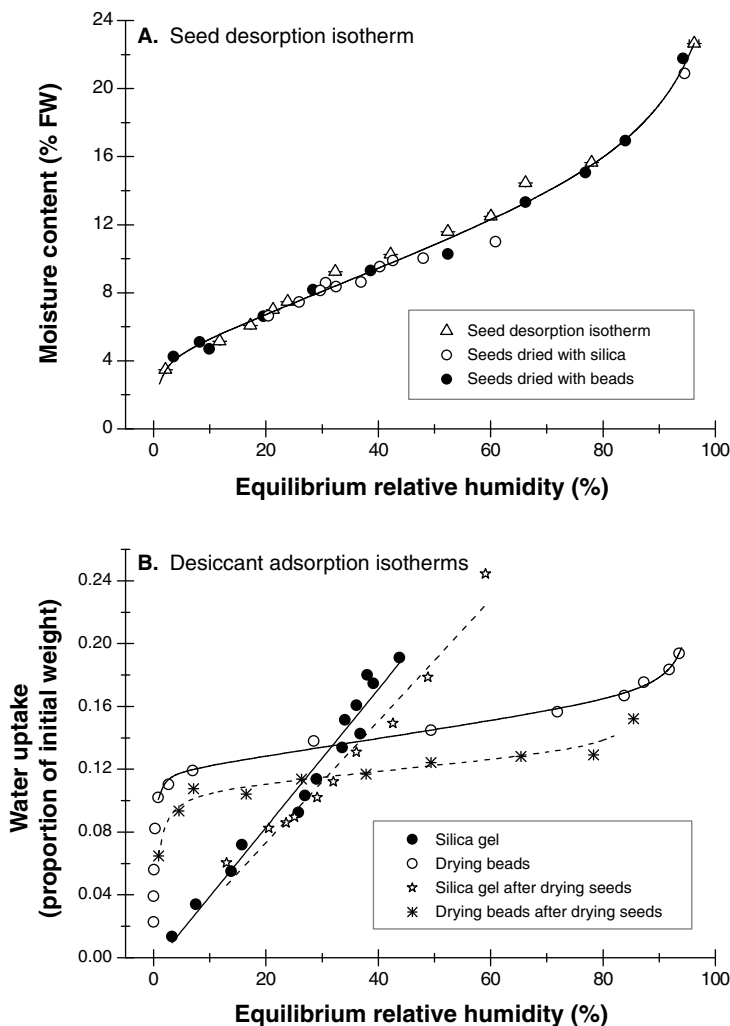 A. Seed desorption isotherm
24
20
16
12
8
4
0
Moisture content (% FW)
Seed desorption isotherm
Seeds dried with silica
Seeds dried with beads
0 20 40 60 80 100
Equilibrium relative humidity (%)
B. Desiccant adsorption isotherms
0.24
0.20
0.16
0.12
0.08
0.04
0.00
Water uptake
(proportion of initial weight)
Silica gel
Drying beads
Silica gel after drying seeds
Drying beads after drying seeds
0 20 40 60 80 100
Equilibrium relative humidity (%)